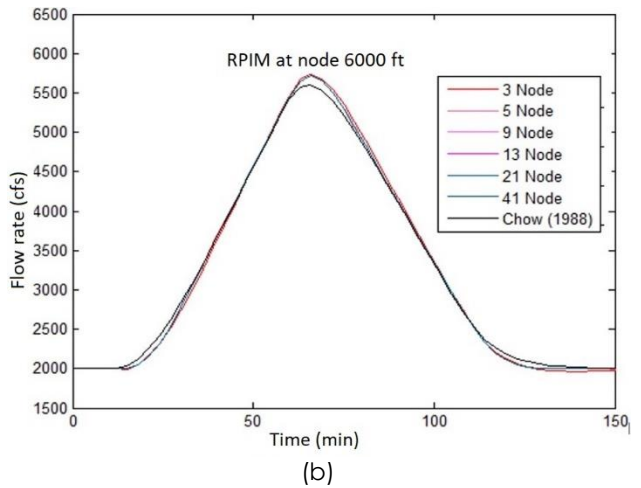 6500
6000
5500
5000
4500
4000
3500
3000
2500
2000
1500
Flow rate (cfs)
RPIM at node 6000 ft
3 Node
5 Node
9 Node
13 Node
21 Node
41 Node
Chow (1988)
0 50 100 150
Time (min)
(b)